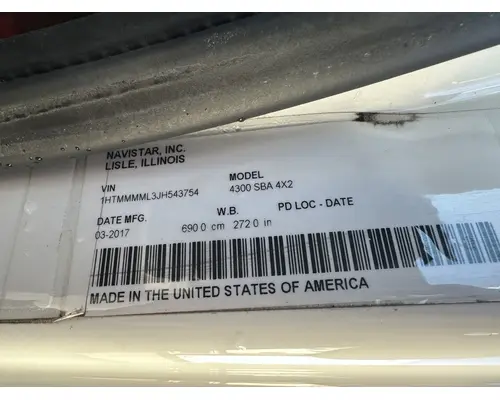 NAVISTAR, INC.
LISLE, ILLINOIS
VIN MODEL
1HTMMMML3JH543754 4300 SBA 4X2
DATE MFG. W.B. PD LOC - DATE
03-2017 690 0 cm 272 0 in
MADE IN THE UNITED STATES OF AMERICA